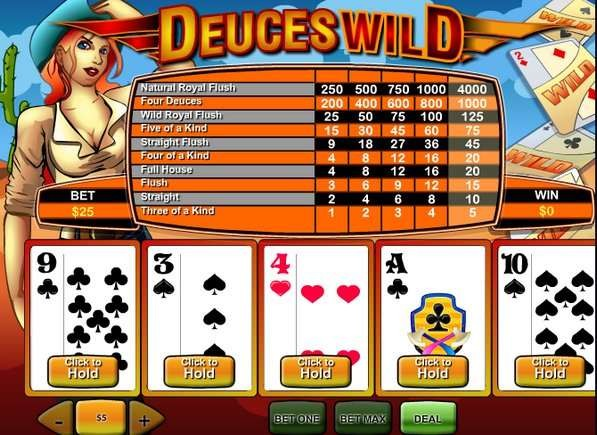 DEUCES WILD
WILD
2
WILD
WILD
Natural Royal Flush 250 500 750 1000 4000
Four Deuces 200 400 600 800 1000
Wild Royal Flush 25 50 75 100 125
Five of a Kind 15 30 45 60 75
Straight Flush 9 18 27 36 45
Four of a Kind 4 8 12 16 20
Full House 4 8 12 16 20
Flush 3 6 9 12 15
Straight 2 4 6 8 10
Three of a Kind 1 2 3 4 5
BET
$25
WIN
$0
9 3 4 A 10
Click to Hold Click to Hold Click to Hold Click to Hold Click to Hold
- $5 + BET ONE BET MAX DEAL